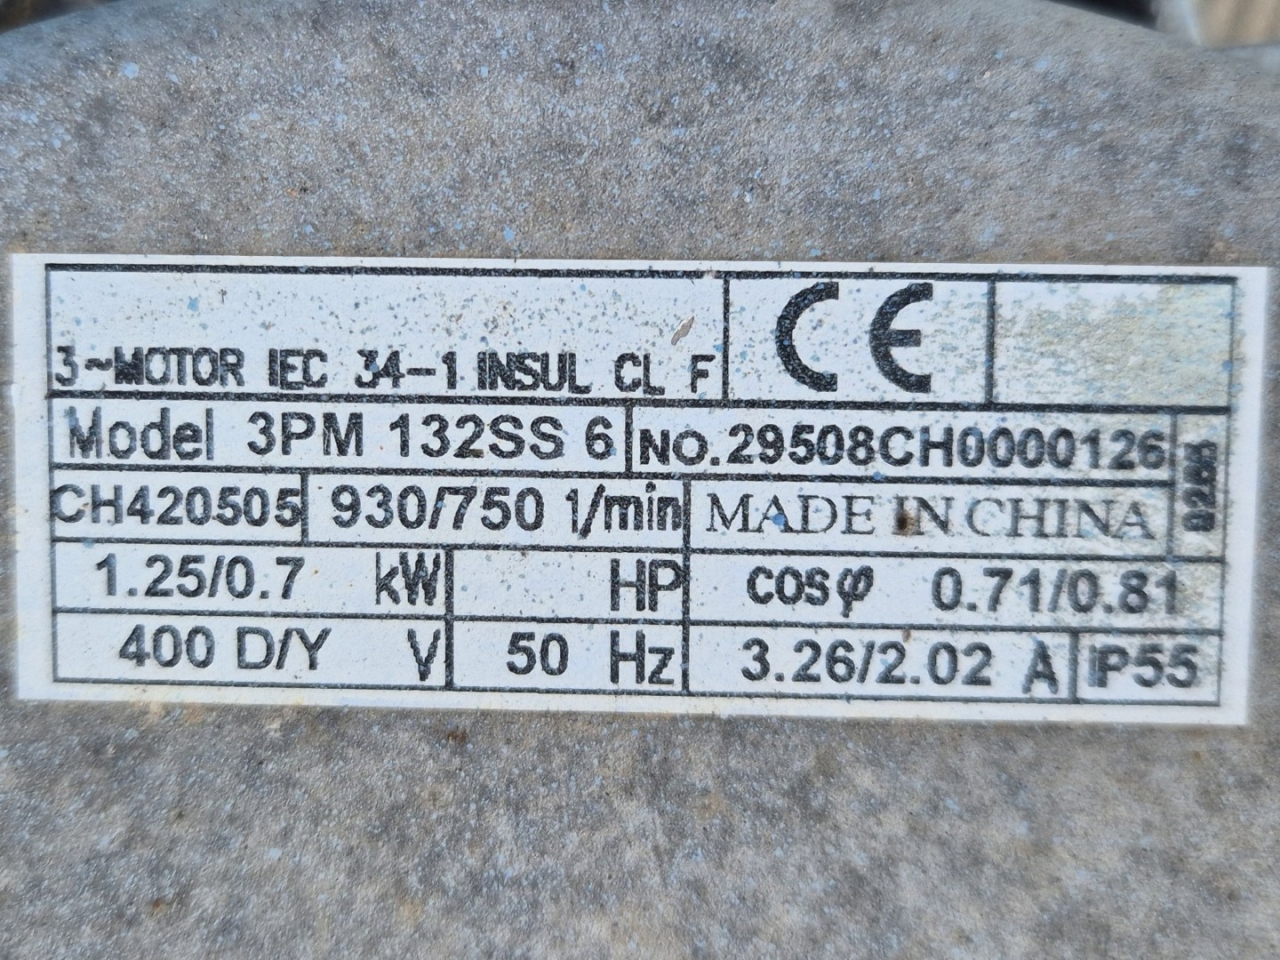 3~MOTOR IEC 34-1 INSUL CL F
CE
Model 3PM 132SS 6
NO.29508CH0000126
CH420505
930/750 1/min
MADE IN CHINA
1.25/0.7 kW
HP
cosφ 0.71/0.81
400 D/Y V
50 Hz
3.26/2.02 A
IP55